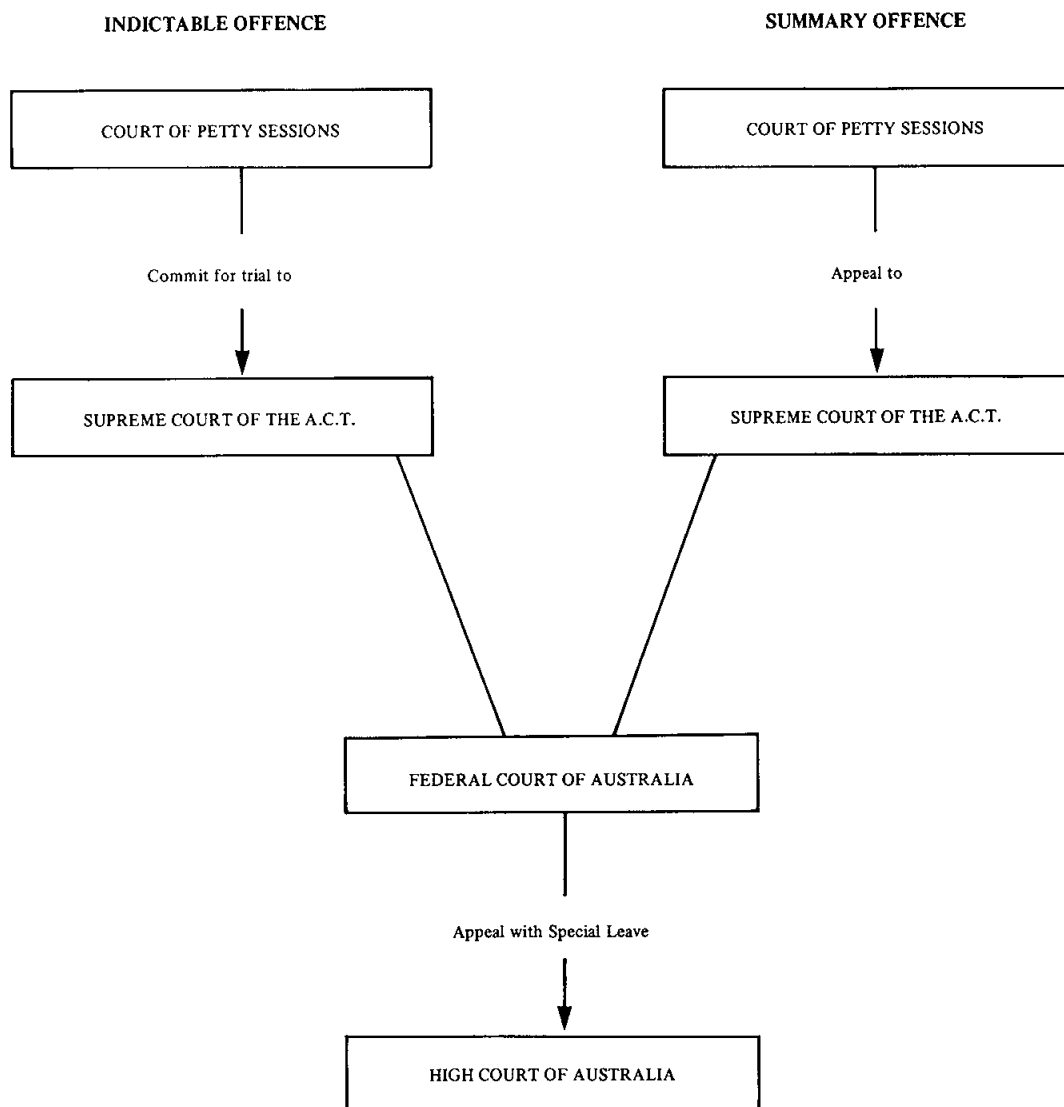 INDICTABLE OFFENCE
SUMMARY OFFENCE
COURT OF PETTY SESSIONS
COURT OF PETTY SESSIONS
Commit for trial to
Appeal to
SUPREME COURT OF THE A.C.T.
SUPREME COURT OF THE A.C.T.
FEDERAL COURT OF AUSTRALIA
Appeal with Special Leave
HIGH COURT OF AUSTRALIA